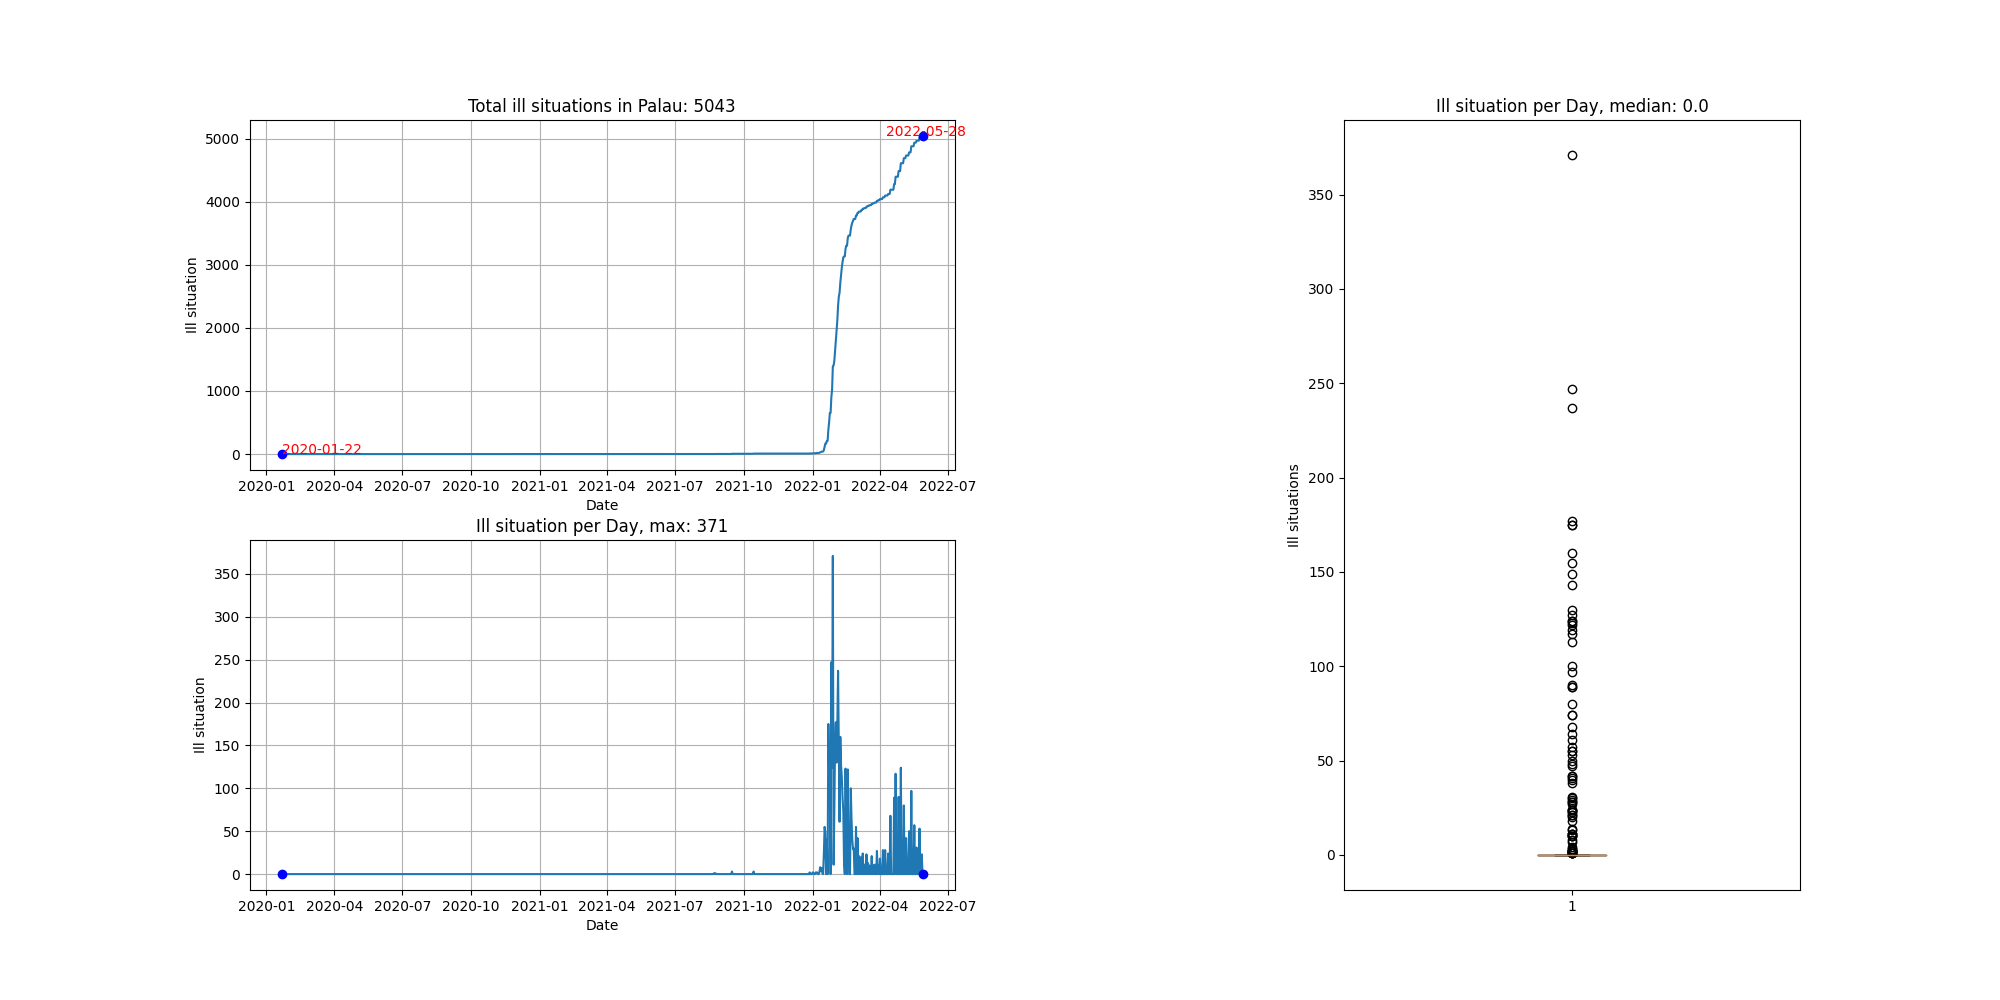 Total ill situations in Palau: 5043
5000
4000
3000
2000
1000
0
Ill situation
2022-05-28
2020-01-22
2020-01 2020-04 2020-07 2020-10 2021-01 2021-04 2021-07 2021-10 2022-01 2022-04 2022-07
Date
Ill situation per Day, max: 371
350
300
250
200
150
100
50
0
Ill situation
2020-01 2020-04 2020-07 2020-10 2021-01 2021-04 2021-07 2021-10 2022-01 2022-04 2022-07
Date
Ill situation per Day, median: 0.0
350
300
250
200
150
100
50
0
Ill situations
1